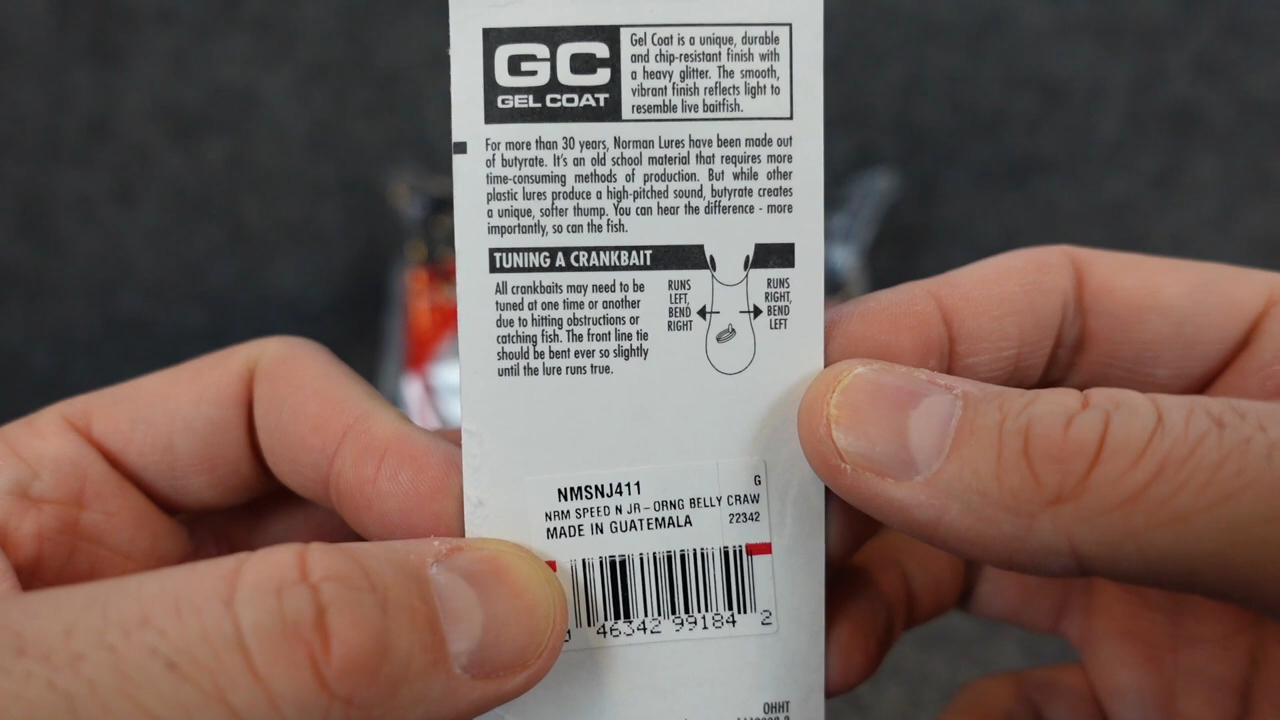 GC
GEL COAT
Gel Coat is a unique, durable
and chip-resistant finish with
a heavy glitter. The smooth,
vibrant finish reflects light to
resemble live baitfish.
For more than 30 years, Norman Lures have been made out
of butyrate. It's an old school material that requires more
time-consuming methods of production. But while other
plastic lures produce a high-pitched sound, butyrate creates
a unique, softer thump. You can hear the difference - more
importantly, so can the fish.
TUNING A CRANKBAIT
All crankbaits may need to be
tuned at one time or another
due to hitting obstructions or
catching fish. The front line tie
should be bent ever so slightly
until the lure runs true.
RUNS
LEFT,
BEND
RIGHT
RUNS
RIGHT,
BEND
LEFT
NMSNJ411 G
NRM SPEED N JR – ORNG BELLY CRAW
MADE IN GUATEMALA 22342
46342 99184 2
OHHT